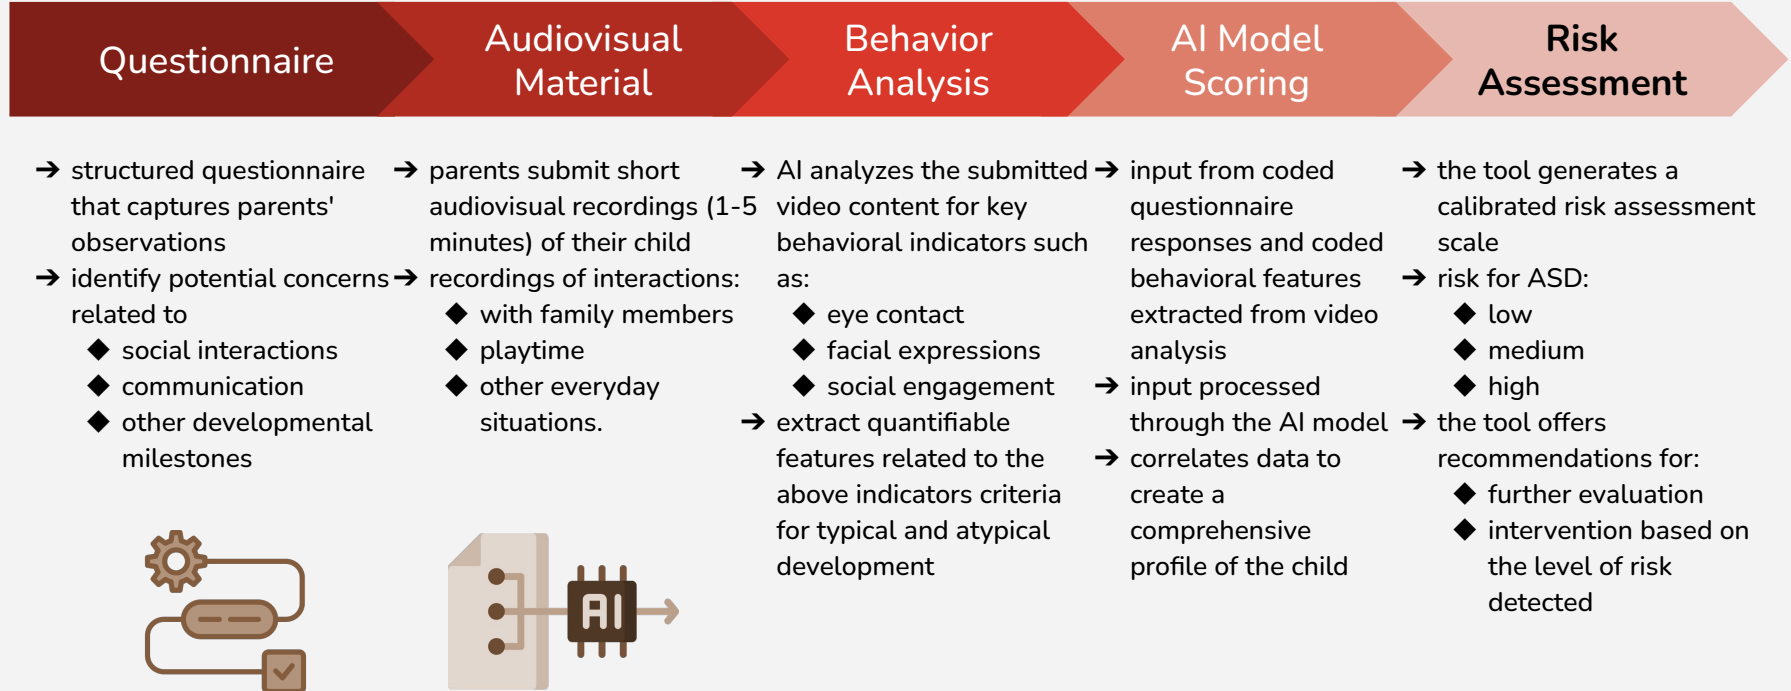 Questionnaire
Audiovisual
Material
Behavior
Analysis
AI Model
Scoring
Risk
Assessment
➔ structured questionnaire
that captures parents'
observations
➔ identify potential concerns
related to
◆ social interactions
◆ communication
◆ other developmental
milestones
➔ parents submit short
audiovisual recordings (1-5
minutes) of their child
➔ recordings of interactions:
◆ with family members
◆ playtime
◆ other everyday
situations.
➔ AI analyzes the submitted
video content for key
behavioral indicators such
as:
◆ eye contact
◆ facial expressions
◆ social engagement
➔ extract quantifiable
features related to the
above indicators criteria
for typical and atypical
development
➔ input from coded
questionnaire
responses and coded
behavioral features
extracted from video
analysis
➔ input processed
through the AI model
➔ correlates data to
create a
comprehensive
profile of the child
➔ the tool generates a
calibrated risk assessment
scale
➔ risk for ASD:
◆ low
◆ medium
◆ high
➔ the tool offers
recommendations for:
◆ further evaluation
◆ intervention based on
the level of risk
detected
AI